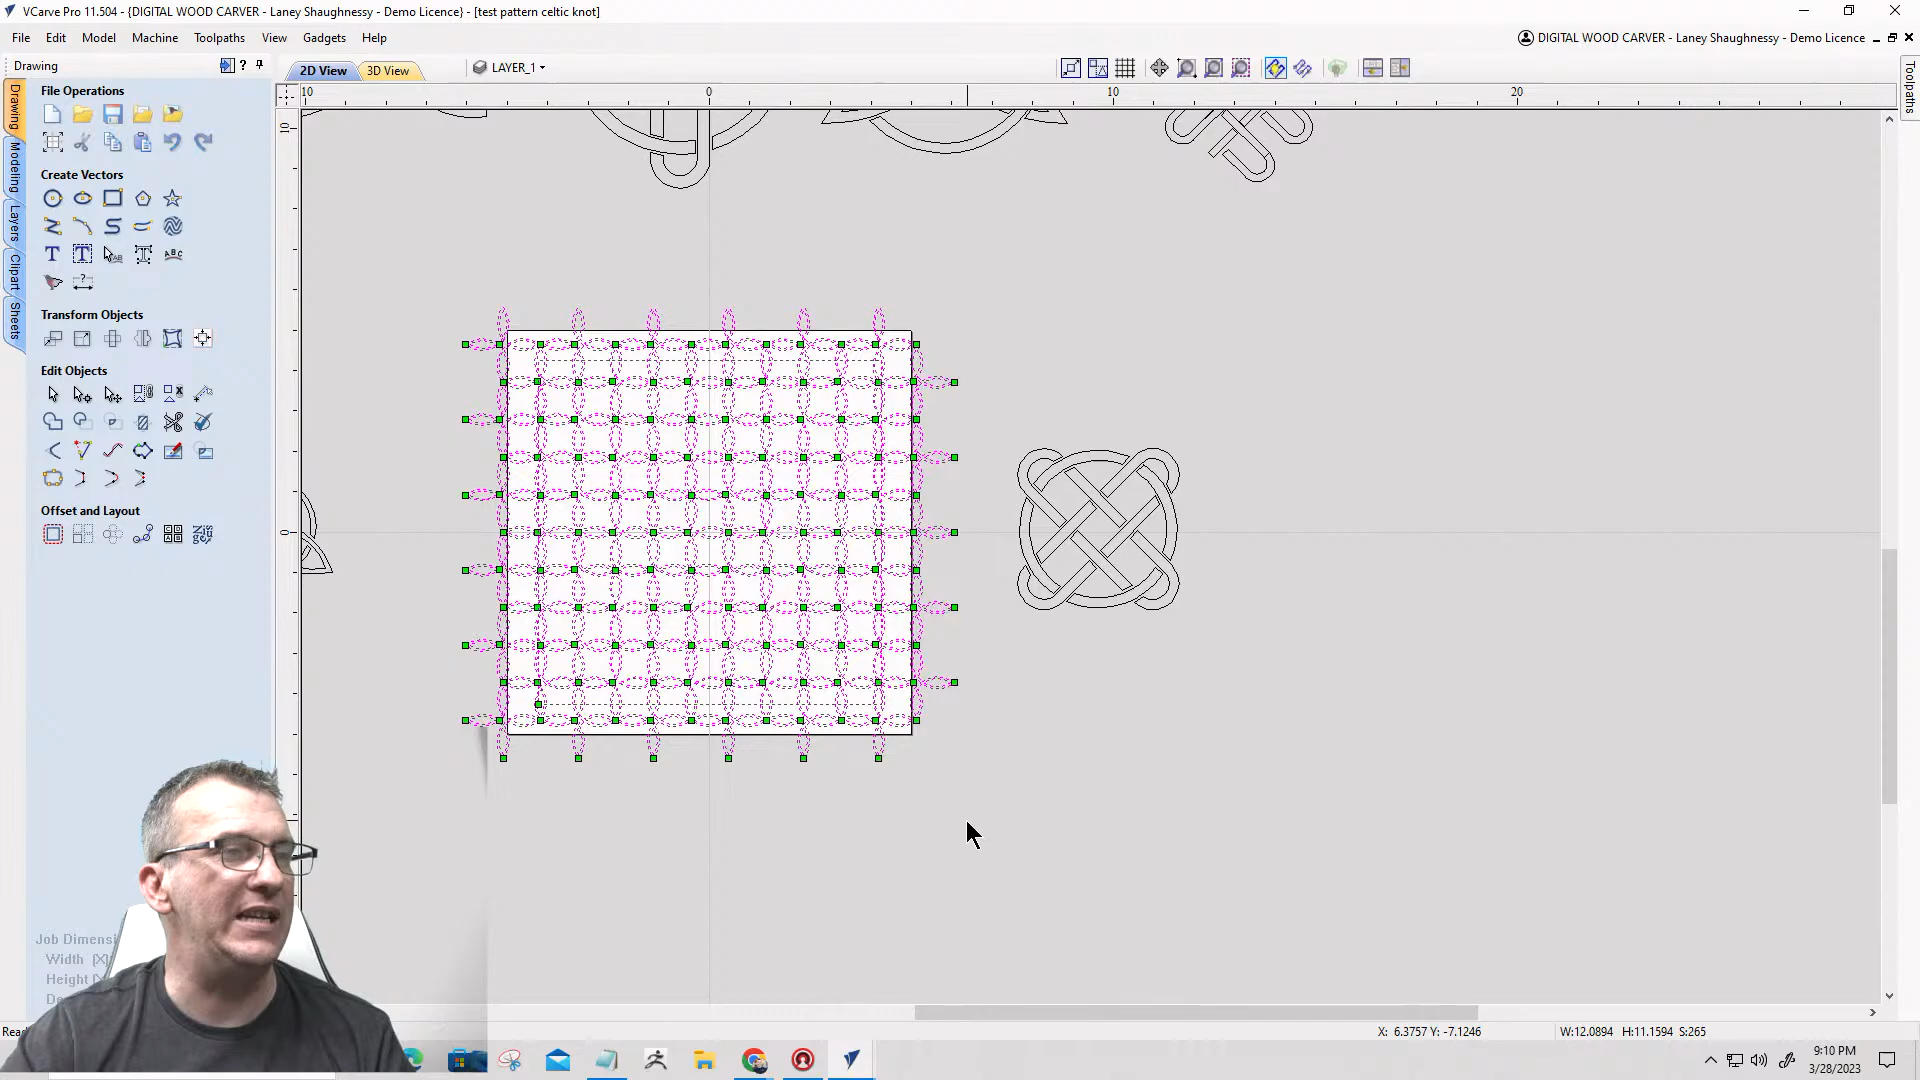 VCarve Pro 11.504 - {DIGITAL WOOD CARVER - Laney Shaughnessy - Demo Licence} - [test pattern celtic knot]
File Edit Model Machine Toolpaths View Gadgets Help
DIGITAL WOOD CARVER - Laney Shaughnessy - Demo Licence
Drawing
2D View 3D View LAYER_1
Toolpaths
10 0 10 20
Drawing
Modeling
Layers
Clipart
Sheets
File Operations
Create Vectors
Transform Objects
Edit Objects
Offset and Layout
10
0
Job Dimensi
Width
Height
De
Read
X: 6.3757 Y: -7.1246
W:12.0894 H:11.1594 S:265
9:10 PM
3/28/2023